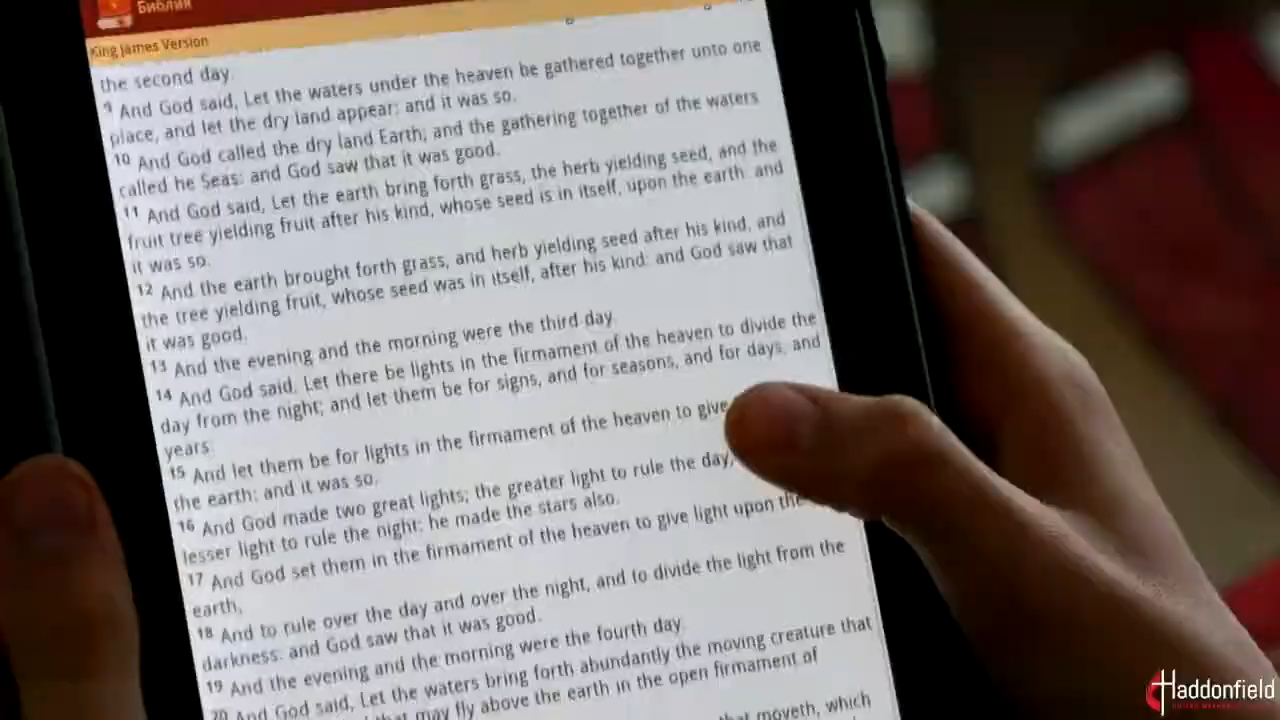 Библия
King James Version
the second day.
9 And God said, Let the waters under the heaven be gathered together unto one
place, and let the dry land appear: and it was so.
10 And God called the dry land Earth; and the gathering together of the waters
called he Seas: and God saw that it was good.
11 And God said, Let the earth bring forth grass, the herb yielding seed, and the
fruit tree yielding fruit after his kind, whose seed is in itself, upon the earth: and
it was so.
12 And the earth brought forth grass, and herb yielding seed after his kind, and
the tree yielding fruit, whose seed was in itself, after his kind: and God saw that
it was good.
13 And the evening and the morning were the third day.
14 And God said, Let there be lights in the firmament of the heaven to divide the
day from the night; and let them be for signs, and for seasons, and for days, and
years:
15 And let them be for lights in the firmament of the heaven to give
the earth: and it was so.
16 And God made two great lights; the greater light to rule the day,
lesser light to rule the night: he made the stars also.
17 And God set them in the firmament of the heaven to give light upon the
earth,
18 And to rule over the day and over the night, and to divide the light from the
darkness: and God saw that it was good.
19 And the evening and the morning were the fourth day.
20 And God said, Let the waters bring forth abundantly the moving creature that
that may fly above the earth in the open firmament of
that moveth, which
Haddonfield